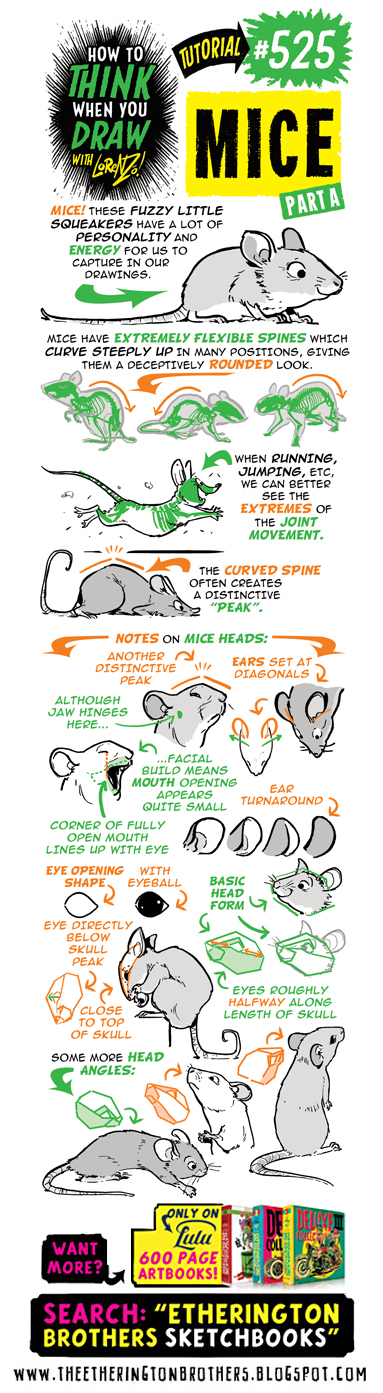 HOW TO
THINK
WHEN YOU
DRAW
WITH LORENZO!
TUTORIAL
#525
MICE
PART A
MICE! THESE FUZZY LITTLE
SQUEAKERS HAVE A LOT OF
PERSONALITY AND
ENERGY FOR US TO
CAPTURE IN OUR
DRAWINGS.
MICE HAVE EXTREMELY FLEXIBLE SPINES WHICH
CURVE STEEPLY UP IN MANY POSITIONS, GIVING
THEM A DECEPTIVELY ROUNDED LOOK.
WHEN RUNNING,
JUMPING, ETC,
WE CAN BETTER
SEE THE
EXTREMES OF
THE JOINT
MOVEMENT.
THE CURVED SPINE
OFTEN CREATES
A DISTINCTIVE
"PEAK".
NOTES ON MICE HEADS:
ANOTHER
DISTINCTIVE
PEAK
EARS SET AT
DIAGONALS
ALTHOUGH
JAW HINGES
HERE...
...FACIAL
BUILD MEANS
MOUTH OPENING
APPEARS
QUITE SMALL
CORNER OF FULLY
OPEN MOUTH
LINES UP WITH EYE
EAR
TURNAROUND
EYE OPENING
SHAPE
WITH
EYEBALL
BASIC
HEAD
FORM
EYE DIRECTLY
BELOW
SKULL
PEAK
CLOSE
TO TOP
OF SKULL
EYES ROUGHLY
HALFWAY ALONG
LENGTH OF SKULL
SOME MORE HEAD
ANGLES:
WANT
MORE?
ONLY ON
Lulu
600 PAGE
ARTBOOKS!
DELUXE
III
SEARCH: "ETHERINGTON
BROTHERS SKETCHBOOKS"
WWW.THEETHERINGTONBROTHERS.BLOGSPOT.COM